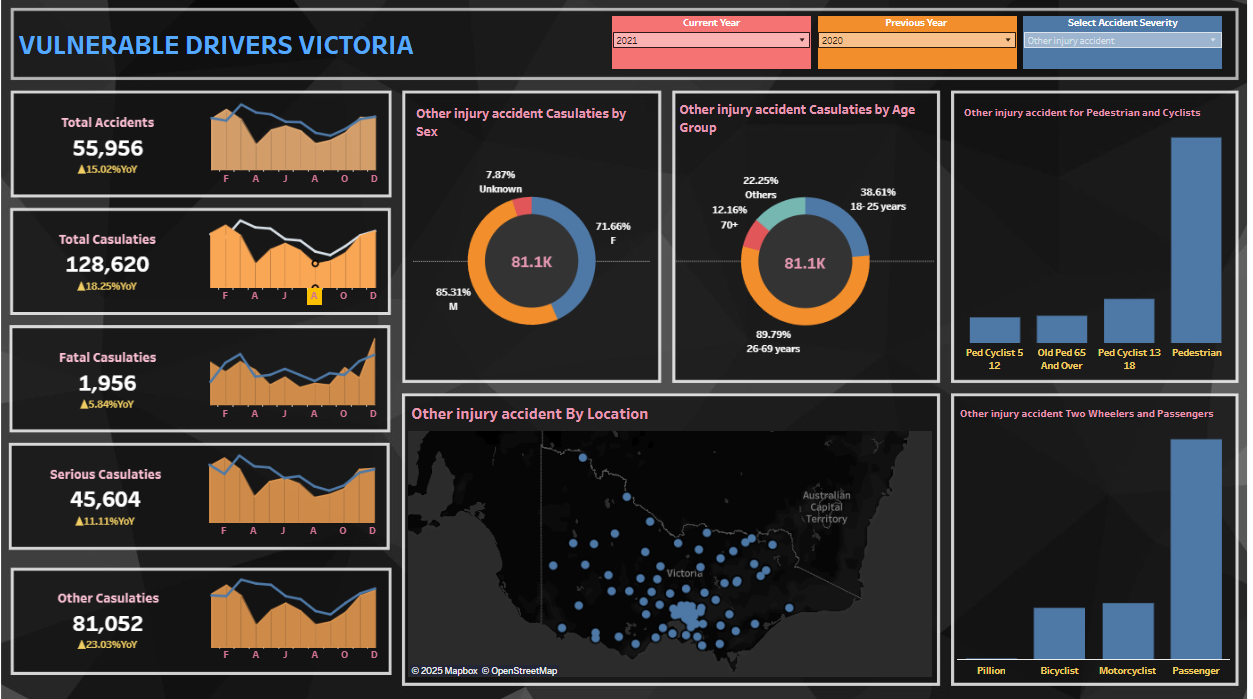 VULNERABLE DRIVERS VICTORIA
Current Year
2021
Previous Year
2020
Select Accident Severity
Other injury accident
Total Accidents
55,956
▲15.02%YoY
F A J A O D
Total Casulaties
128,620
▲18.25%YoY
F A J A O D
Fatal Casulaties
1,956
▲5.84%YoY
F A J A O D
Serious Casulaties
45,604
▲11.11%YoY
F A J A O D
Other Casulaties
81,052
▲23.03%YoY
F A J A O D
Other injury accident Casulaties by
Sex
7.87%
Unknown
71.66%
F
81.1K
85.31%
M
Other injury accident Casulaties by Age
Group
22.25%
Others
38.61%
18- 25 years
12.16%
70+
81.1K
89.79%
26-69 years
Other injury accident for Pedestrian and Cyclists
Ped Cyclist 5
12
Old Ped 65
And Over
Ped Cyclist 13
18
Pedestrian
Other injury accident By Location
Australian
Capital
Territory
Victoria
© 2025 Mapbox © OpenStreetMap
Other injury accident Two Wheelers and Passengers
Pillion
Bicyclist
Motorcyclist
Passenger